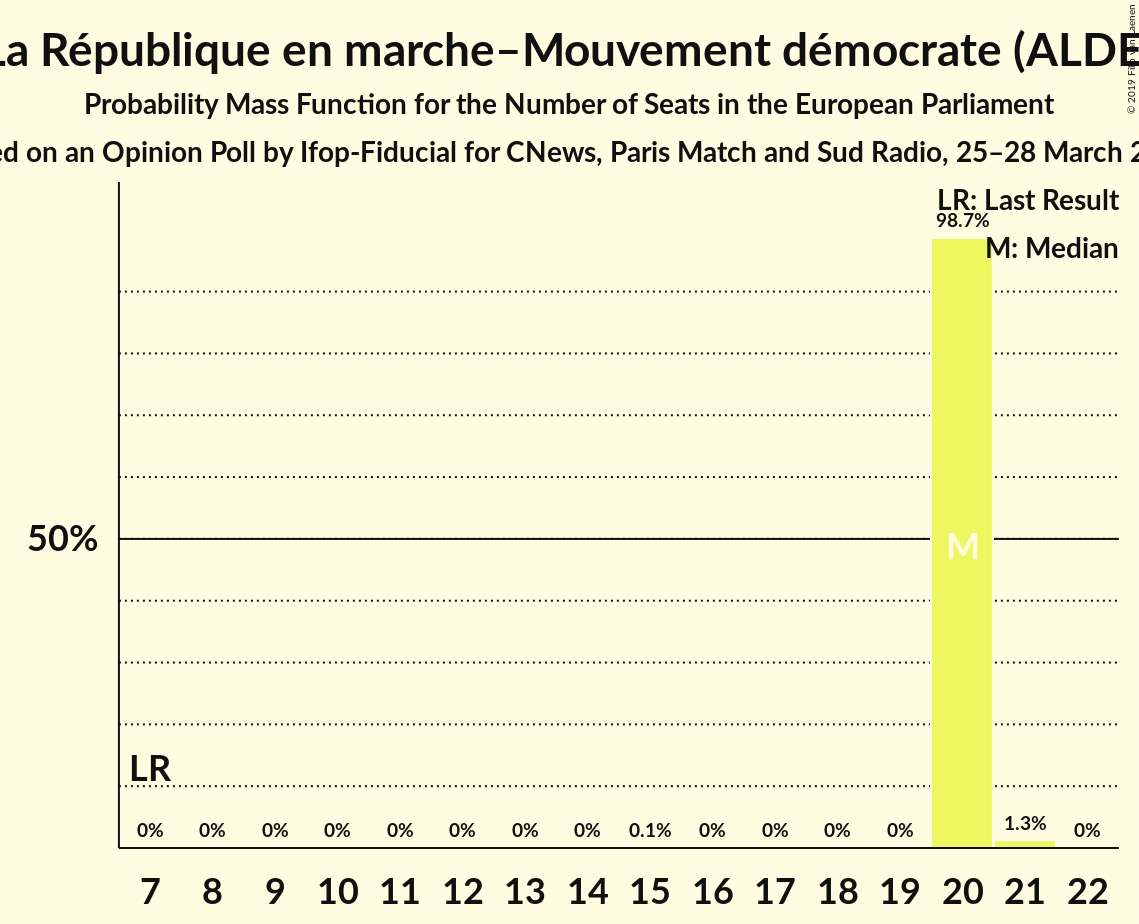 La République en marche–Mouvement démocrate (ALDE
Probability Mass Function for the Number of Seats in the European Parliament
ed on an Opinion Poll by Ifop-Fiducial for CNews, Paris Match and Sud Radio, 25–28 March 2
© 2019
LR: Last Result
98.7%
M: Median
50%
M
LR
0% 0% 0% 0% 0% 0% 0% 0% 0.1% 0% 0% 0% 0% 1.3% 0%
7 8 9 10 11 12 13 14 15 16 17 18 19 20 21 22